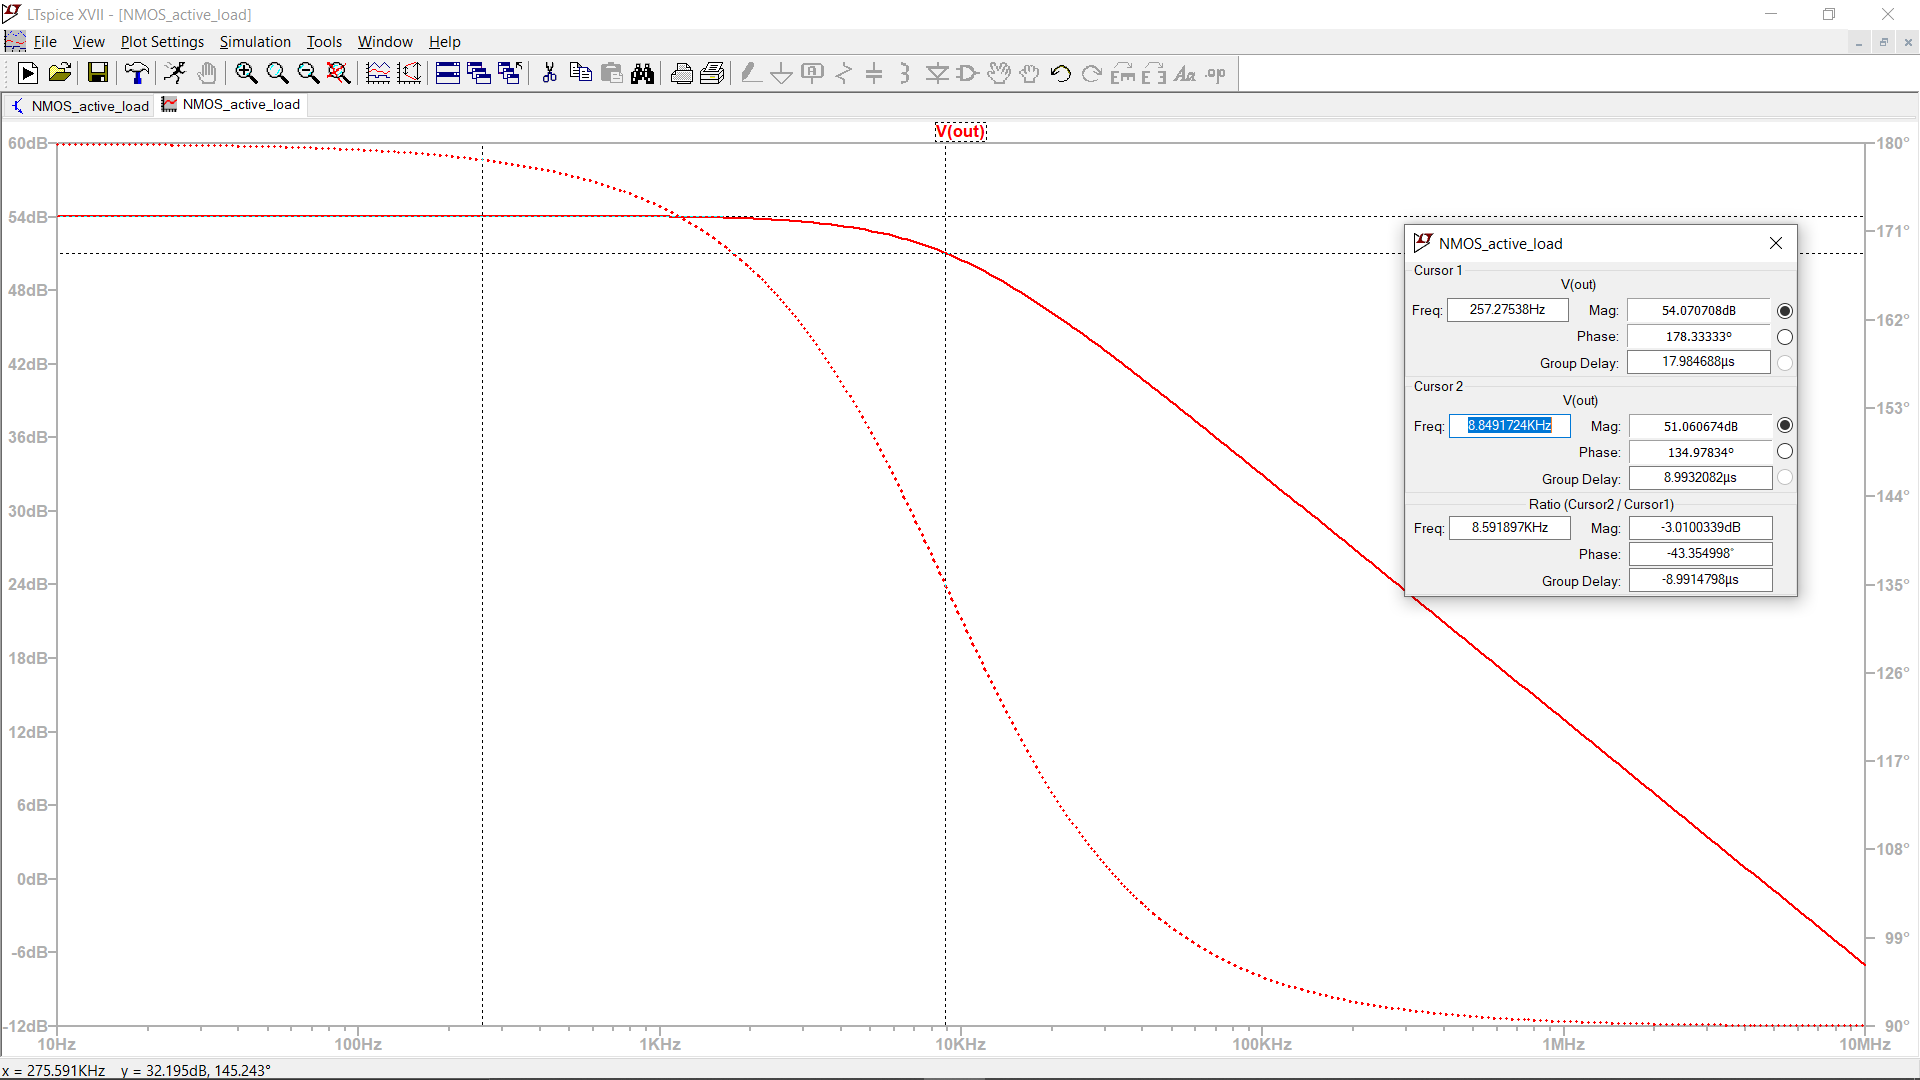 LTspice XVII - [NMOS_active_load]
File View Plot Settings Simulation Tools Window Help
NMOS_active_load NMOS_active_load
V(out)
60dB
54dB
48dB
42dB
36dB
30dB
24dB
18dB
12dB
6dB
0dB
-6dB
-12dB
180°
171°
162°
153°
144°
135°
126°
117°
108°
99°
90°
10Hz 100Hz 1KHz 10KHz 100KHz 1MHz 10MHz
NMOS_active_load
Cursor 1
V(out)
Freq: 257.27538Hz Mag: 54.070708dB
Phase: 178.33333°
Group Delay: 17.984688µs
Cursor 2
V(out)
Freq: 8.8491724KHz Mag: 51.060674dB
Phase: 134.97834°
Group Delay: 8.9932082µs
Ratio (Cursor2 / Cursor1)
Freq: 8.591897KHz Mag: -3.0100339dB
Phase: -43.354998°
Group Delay: -8.9914798µs
x = 275.591KHz y = 32.195dB, 145.243°